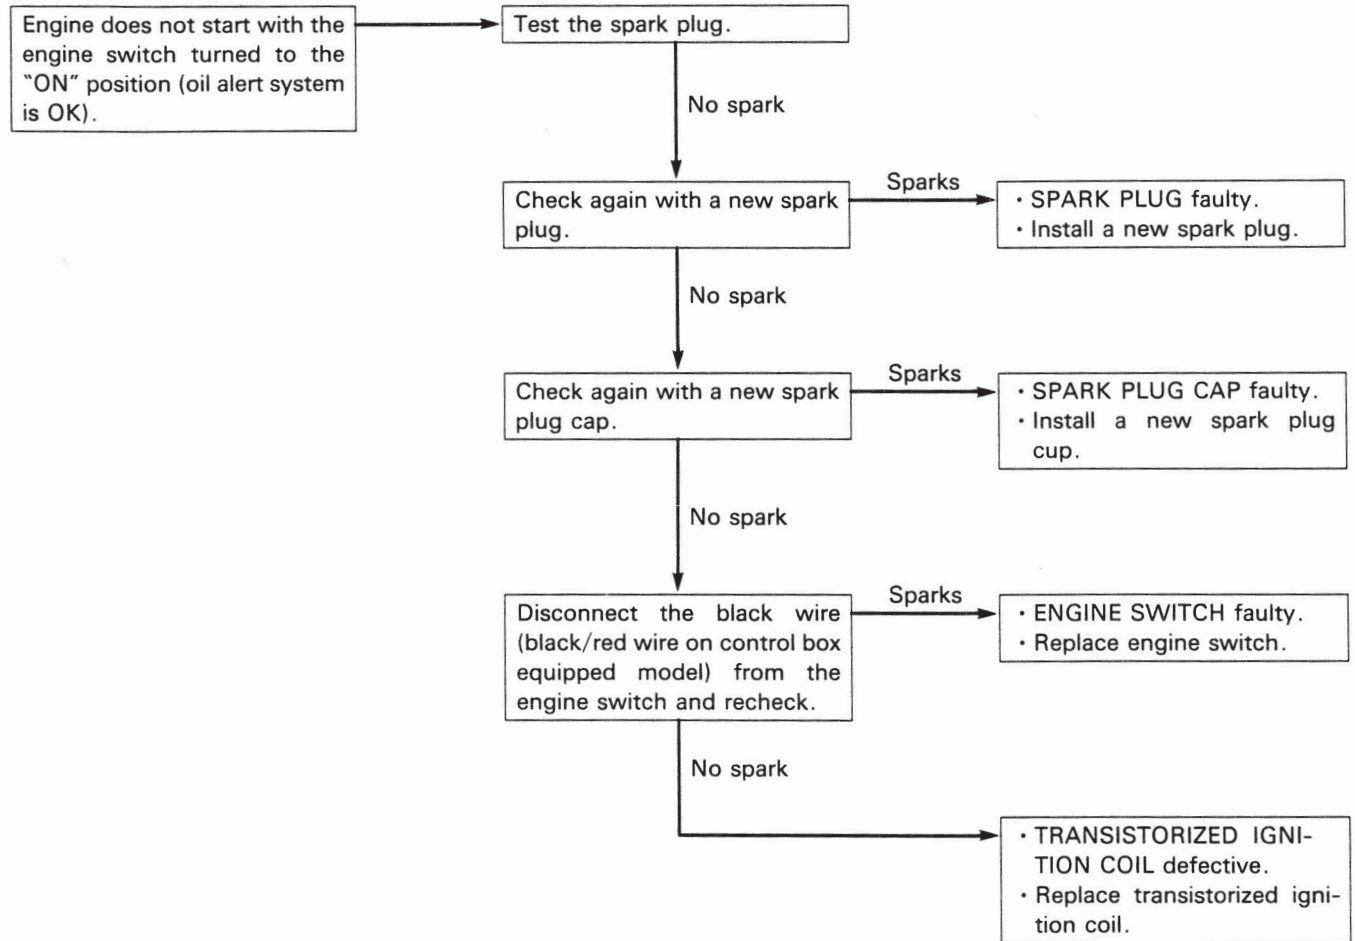 Engine does not start with the
engine switch turned to the
"ON" position (oil alert system
is OK).
Test the spark plug.
No spark
Check again with a new spark
plug.
Sparks
· SPARK PLUG faulty.
· Install a new spark plug.
No spark
Check again with a new spark
plug cap.
Sparks
· SPARK PLUG CAP faulty.
· Install a new spark plug
cup.
No spark
Disconnect the black wire
(black/red wire on control box
equipped model) from the
engine switch and recheck.
Sparks
· ENGINE SWITCH faulty.
· Replace engine switch.
No spark
· TRANSISTORIZED IGNI-
TION COIL defective.
· Replace transistorized igni-
tion coil.